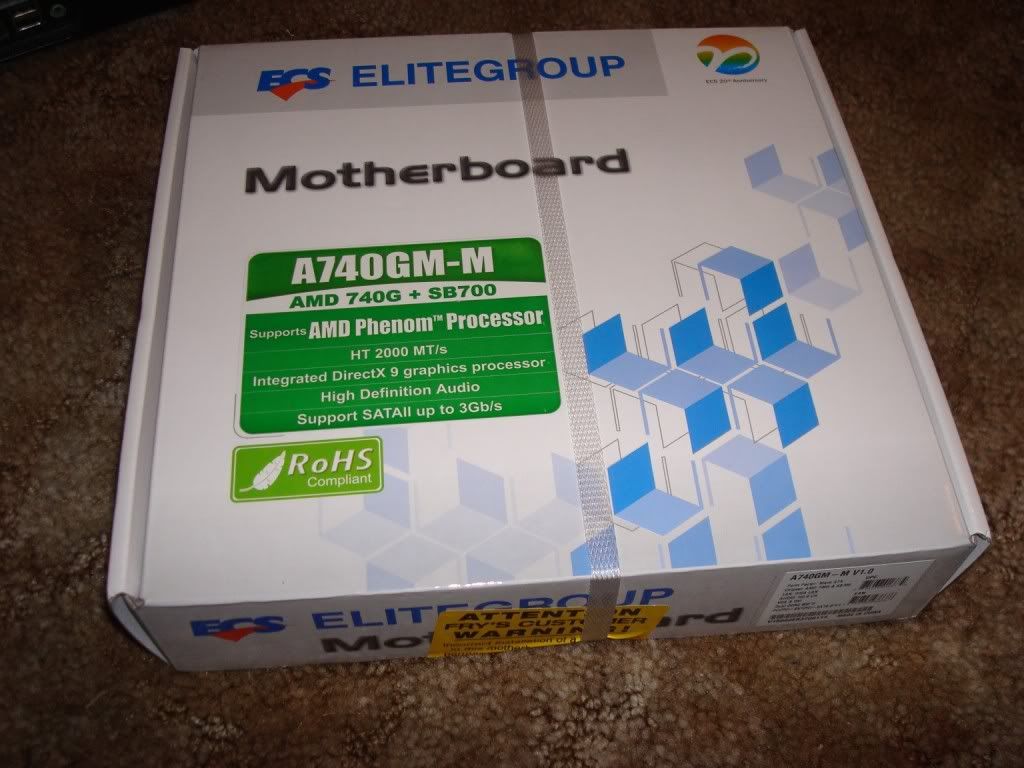 ECS ELITEGROUP
ECS 20th Anniversary
Motherboard
A740GM-M
AMD 740G + SB700
Supports AMD Phenom™ Processor
HT 2000 MT/s
Integrated DirectX 9 graphics processor
High Definition Audio
Support SATAII up to 3Gb/s
RoHS
Compliant
A740GM-M V1.0
ECS ELITEGROUP
ATTENTION
FRY'S CUSTOMER
WARNING!